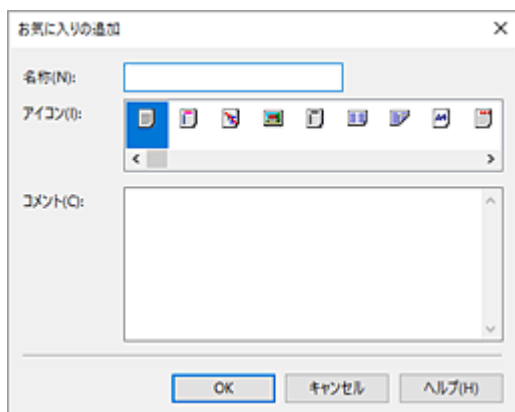 お気に入りの追加
名称(N):
アイコン(I):
コメント(C):
OK
キャンセル
ヘルプ(H)